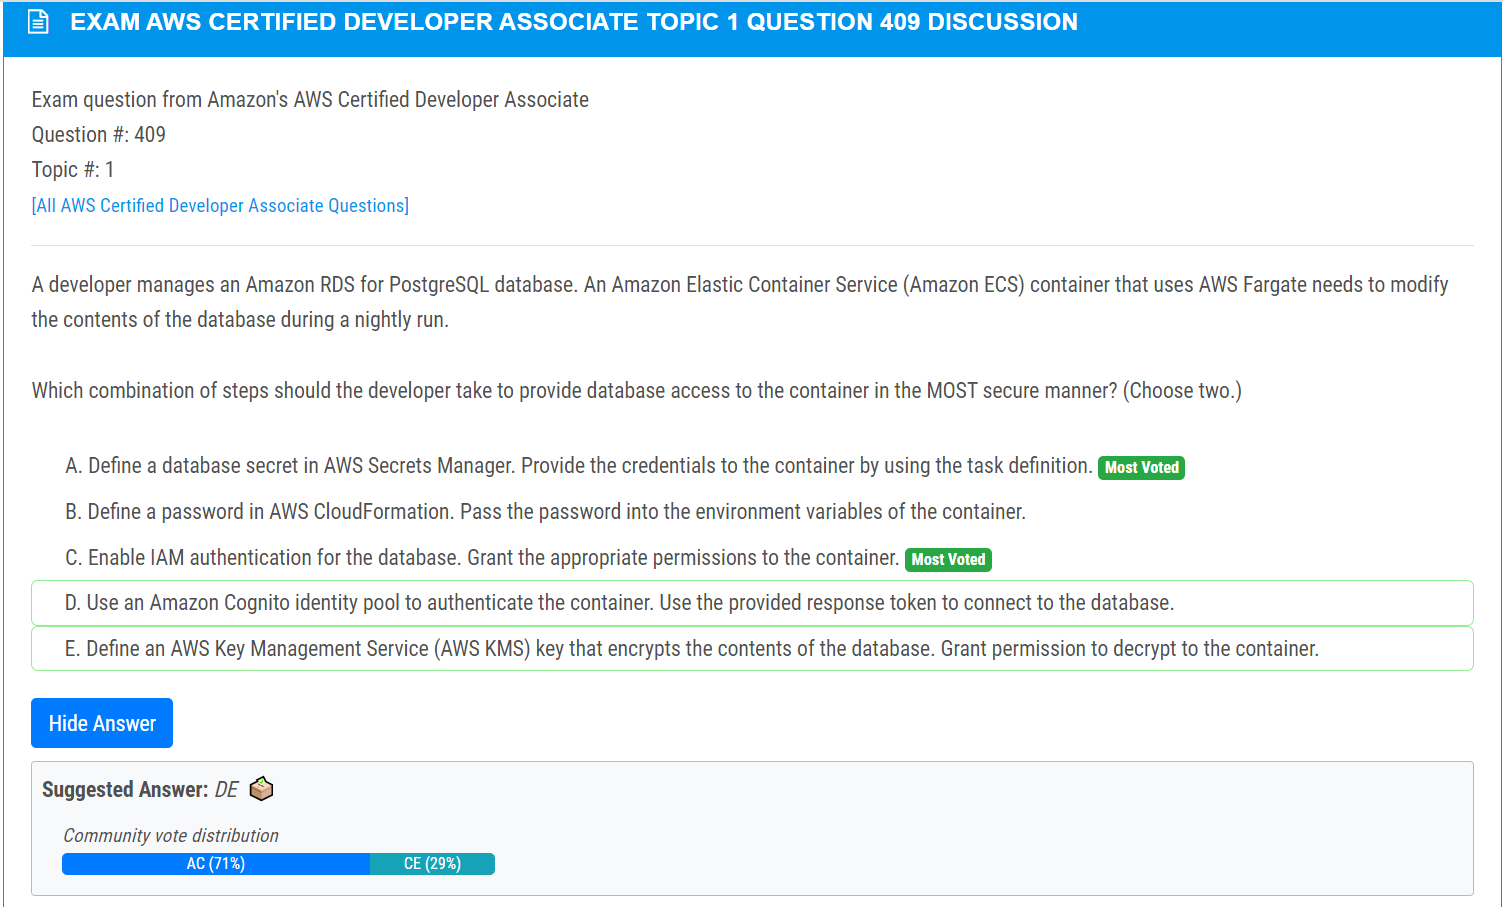 EXAM AWS CERTIFIED DEVELOPER ASSOCIATE TOPIC 1 QUESTION 409 DISCUSSION
Exam question from Amazon's AWS Certified Developer Associate
Question #: 409
Topic #: 1
[All AWS Certified Developer Associate Questions]
A developer manages an Amazon RDS for PostgreSQL database. An Amazon Elastic Container Service (Amazon ECS) container that uses AWS Fargate needs to modify
the contents of the database during a nightly run.
Which combination of steps should the developer take to provide database access to the container in the MOST secure manner? (Choose two.)
A. Define a database secret in AWS Secrets Manager. Provide the credentials to the container by using the task definition. Most Voted
B. Define a password in AWS CloudFormation. Pass the password into the environment variables of the container.
C. Enable IAM authentication for the database. Grant the appropriate permissions to the container. Most Voted
D. Use an Amazon Cognito identity pool to authenticate the container. Use the provided response token to connect to the database.
E. Define an AWS Key Management Service (AWS KMS) key that encrypts the contents of the database. Grant permission to decrypt to the container.
Hide Answer
Suggested Answer: DE
Community vote distribution
AC (71%) CE (29%)